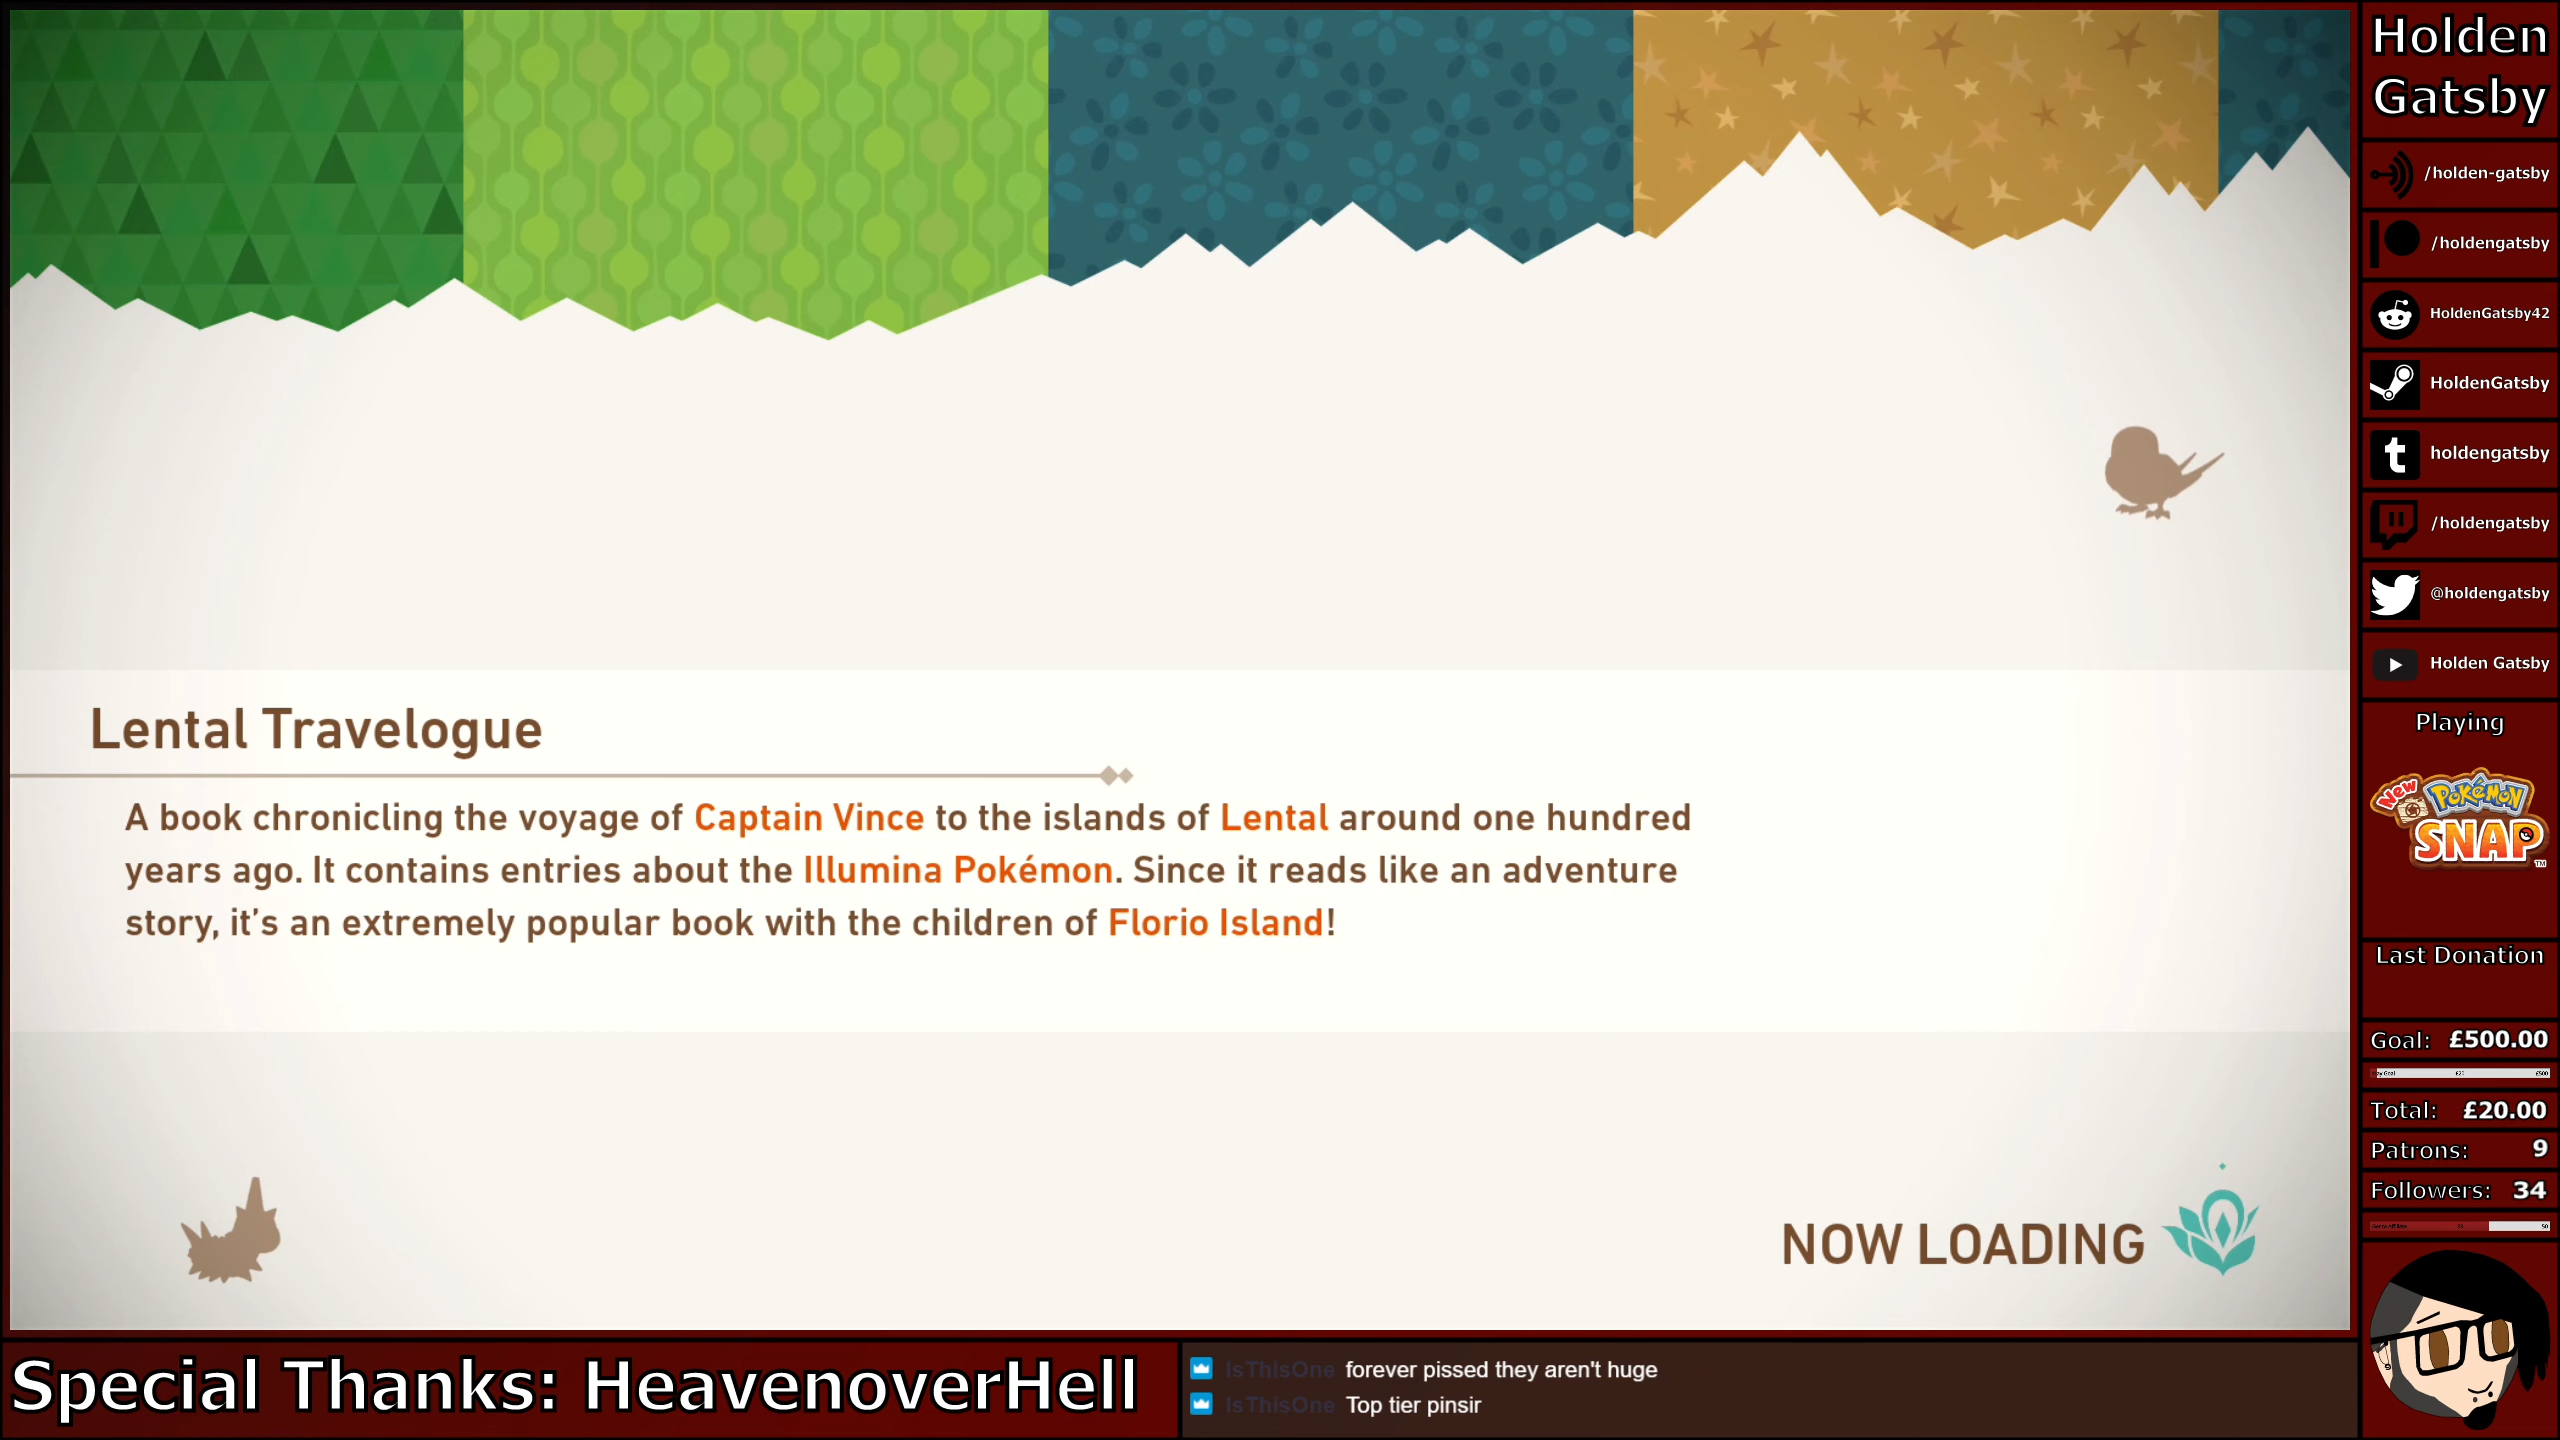 Holden
Gatsby
/holden-gatsby
/holdengatsby
HoldenGatsby42
HoldenGatsby
holdengatsby
/holdengatsby
@holdengatsby
Holden Gatsby
Lental Travelogue
A book chronicling the voyage of Captain Vince to the islands of Lental around one hundred
years ago. It contains entries about the Illumina Pokémon. Since it reads like an adventure
story, it's an extremely popular book with the children of Florio Island!
NOW LOADING
Playing
New
POKéMON
SNAP
TM
Last Donation
Goal: £500.00
£500
Total: £20.00
Patrons: 9
Followers: 34
50
Special Thanks: HeavenoverHell
IsThisOne forever pissed they aren't huge
IsThisOne Top tier pinsir